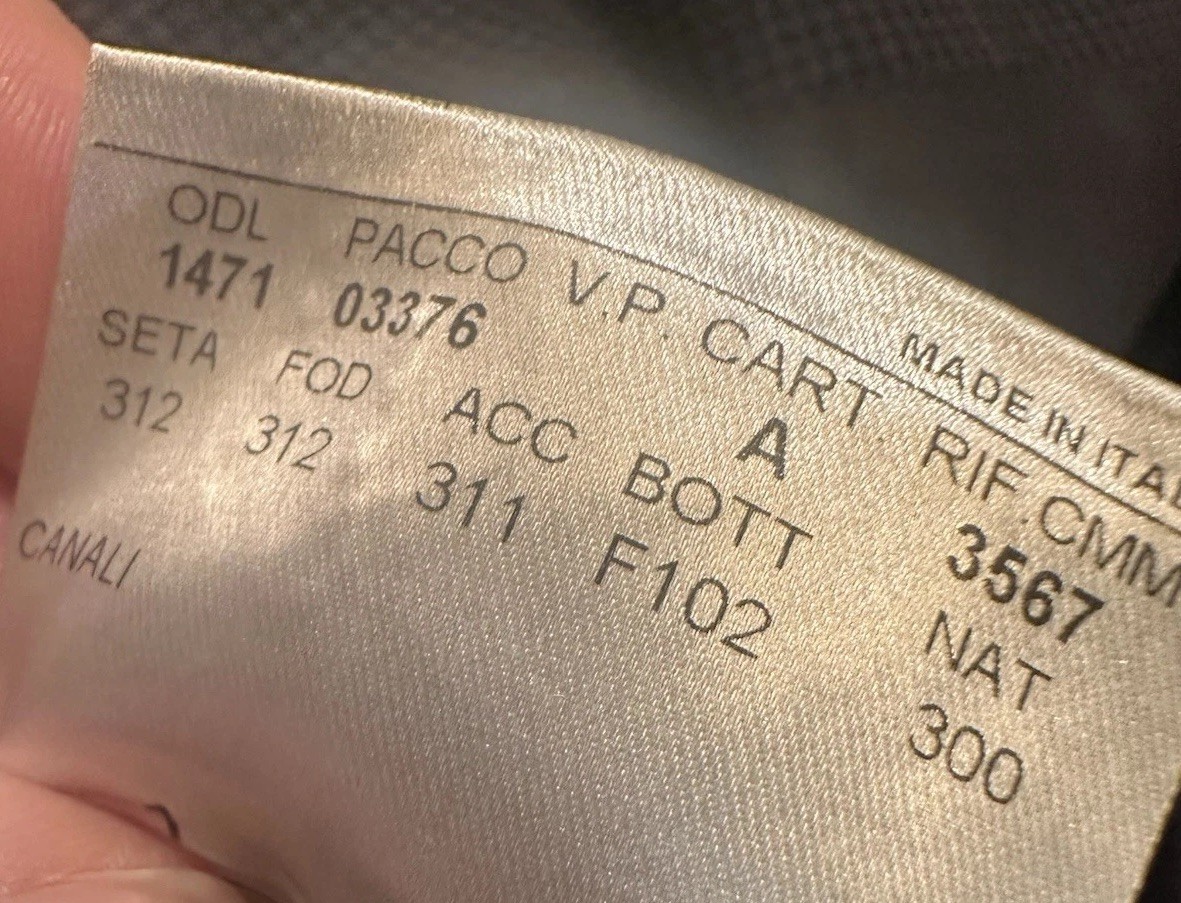 MADE IN ITAL
ODL PACCO V.P. CART. RIF.CMM
1471 03376 A 3567
SETA FOD ACC BOTT NAT
312 312 311 F102 300
CANALI